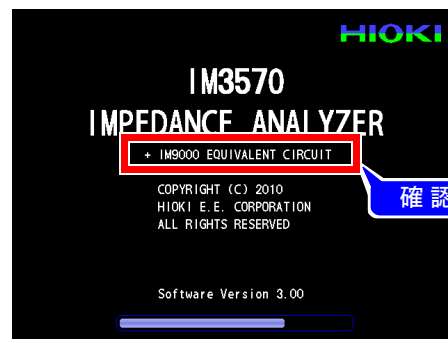 HIOKI
IM3570
IMPEDANCE ANALYZER
+ IM9000 EQUIVALENT CIRCUIT
確認
COPYRIGHT (C) 2010
HIOKI E.E. CORPORATION
ALL RIGHTS RESERVED
Software Version 3.00